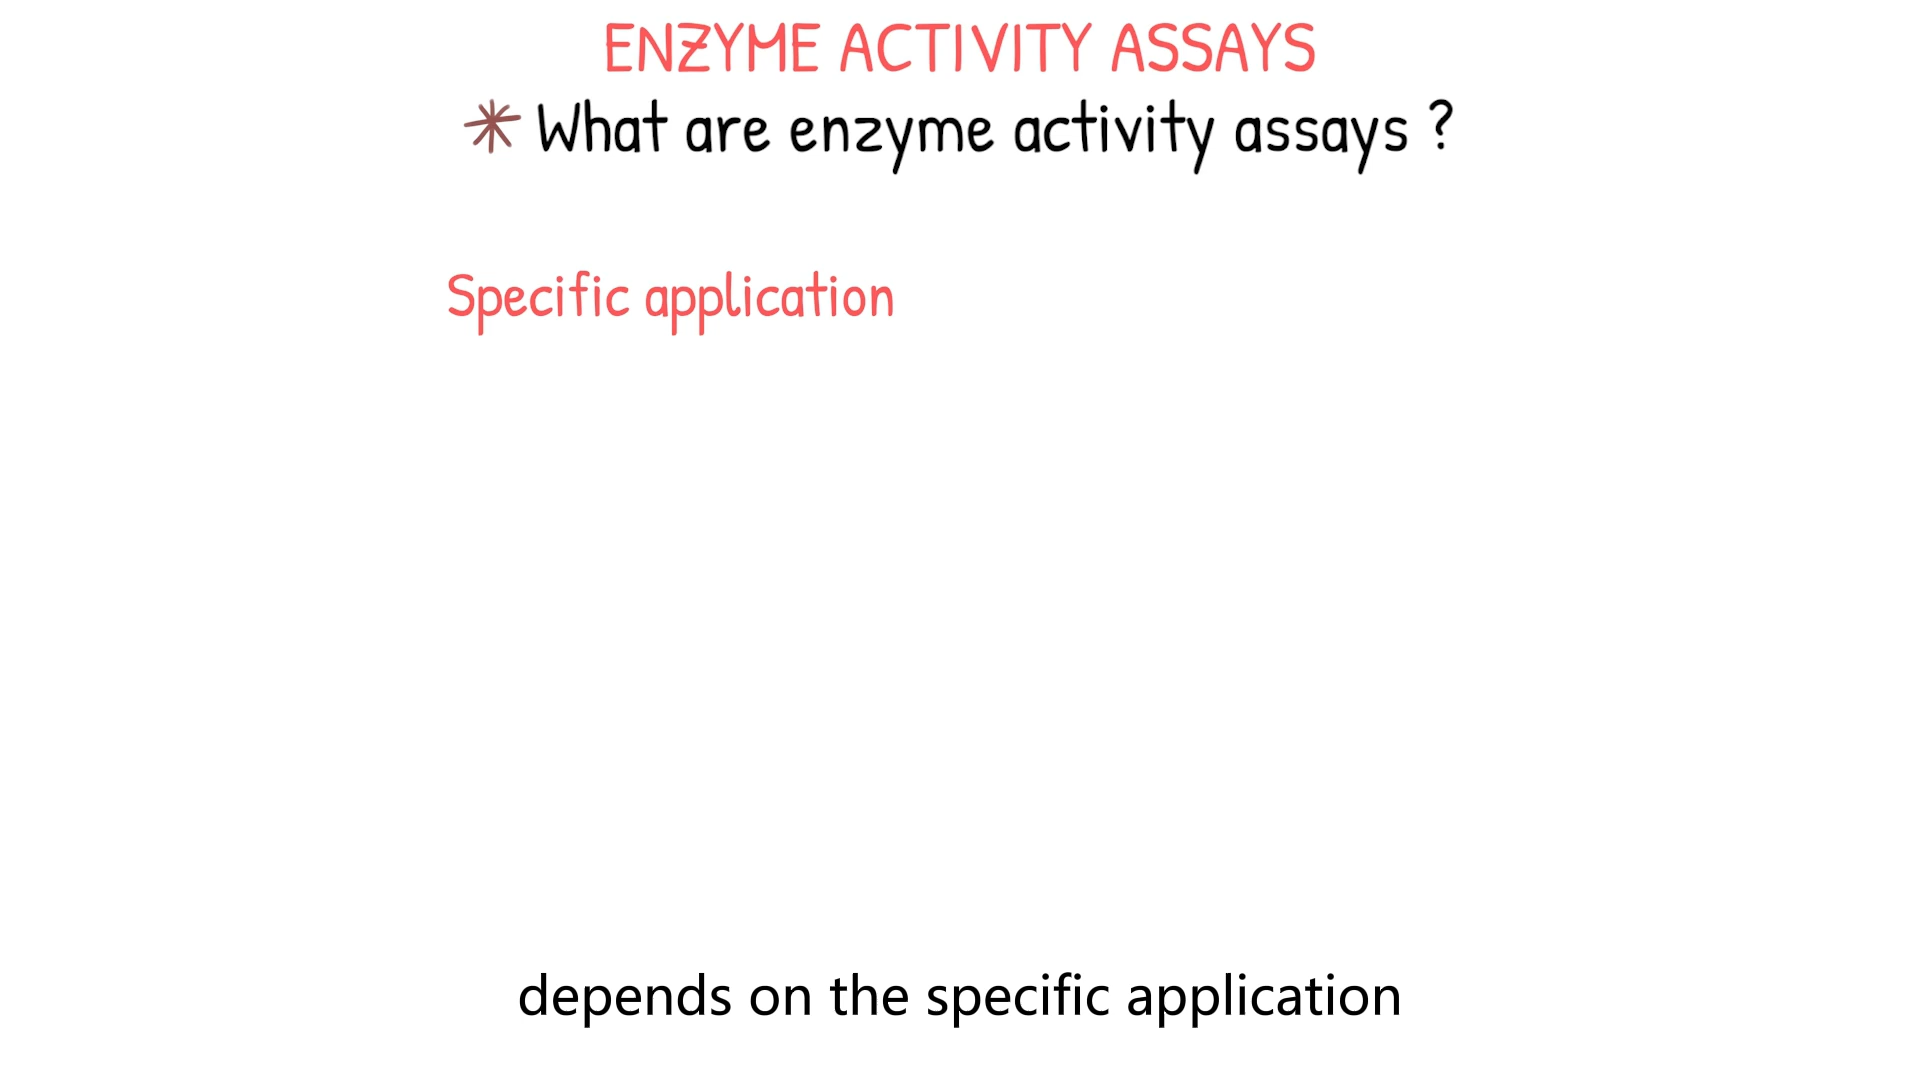 ENZYME ACTIVITY ASSAYS
* What are enzyme activity assays ?
Specific application
depends on the specific application